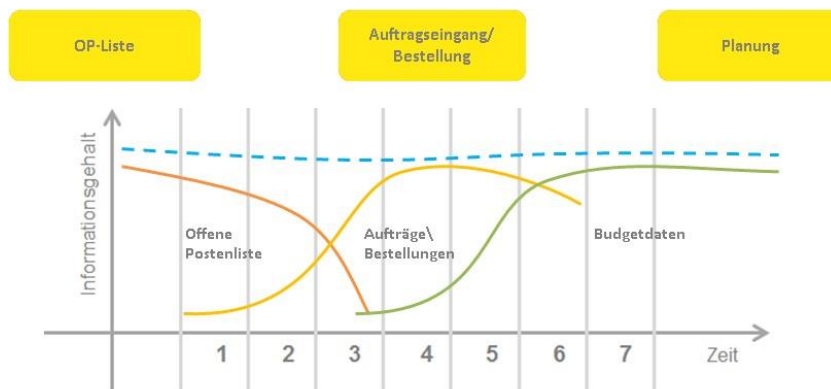 OP-Liste
Auftragseingang/
Bestellung
Planung
Informationsgehalt
Offene
Postenliste
Aufträge\
Bestellungen
Budgetdaten
1 2 3 4 5 6 7 Zeit